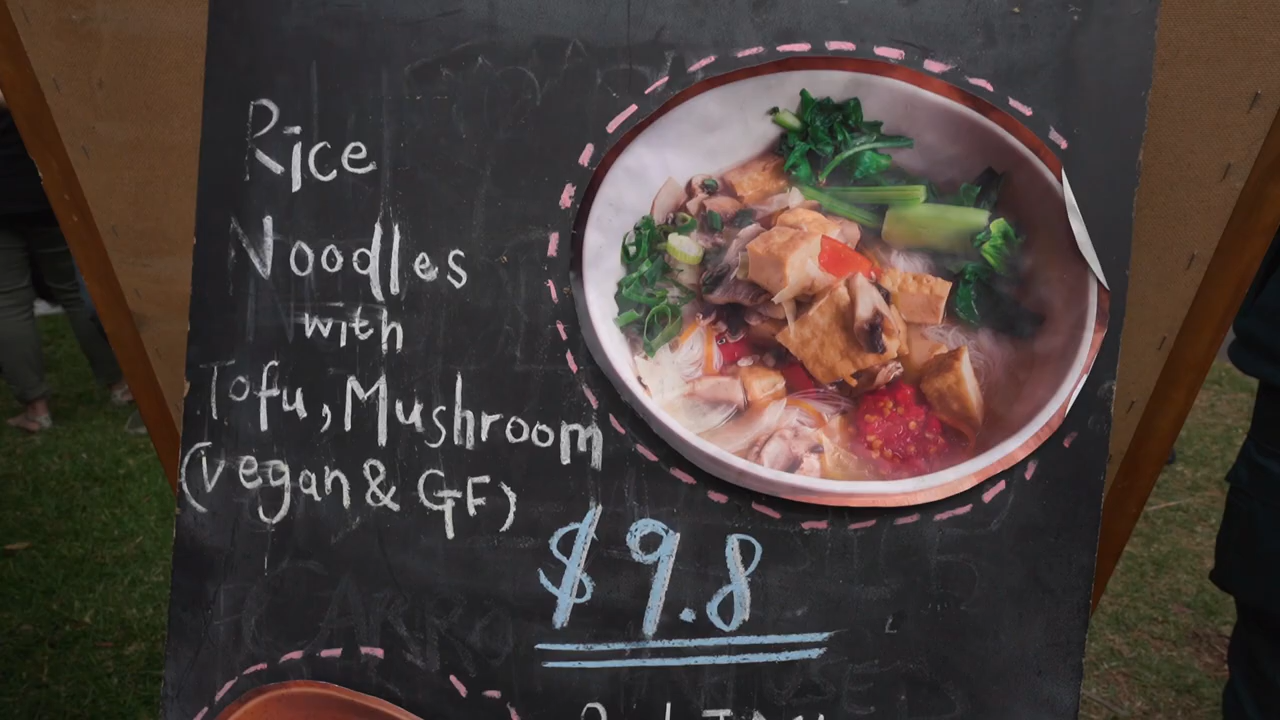 Rice
Noodles
with
Tofu, Mushroom
(vegan & GF)
$9.8